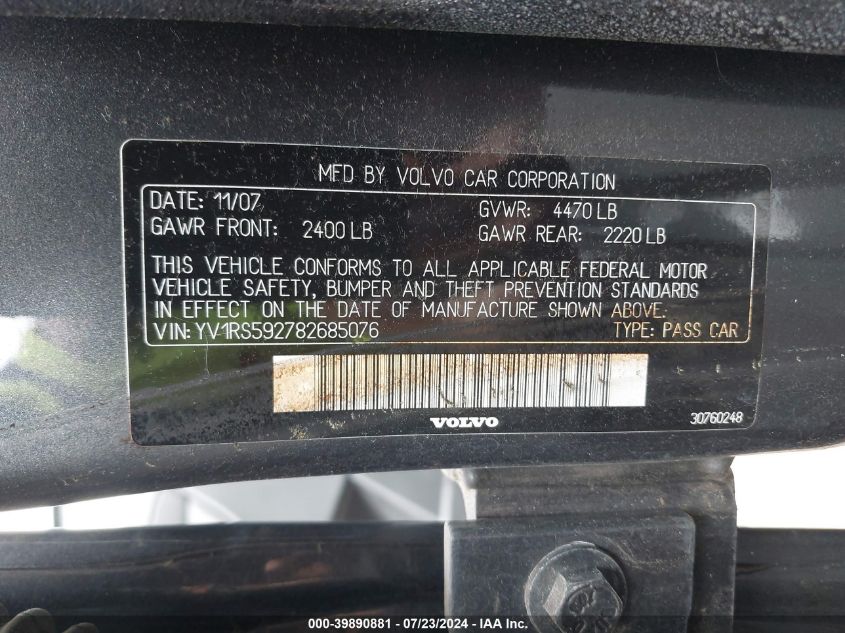 MFD BY VOLVO CAR CORPORATION
DATE: 11/07 GVWR: 4470 LB
GAWR FRONT: 2400 LB GAWR REAR: 2220 LB
THIS VEHICLE CONFORMS TO ALL APPLICABLE FEDERAL MOTOR
VEHICLE SAFETY, BUMPER AND THEFT PREVENTION STANDARDS
IN EFFECT ON THE DATE OF MANUFACTURE SHOWN ABOVE.
VIN: YV1RS592782685076 TYPE: PASS CAR
VOLVO
30760248
000-39890881 / 07/23/2024 / IAA Inc.